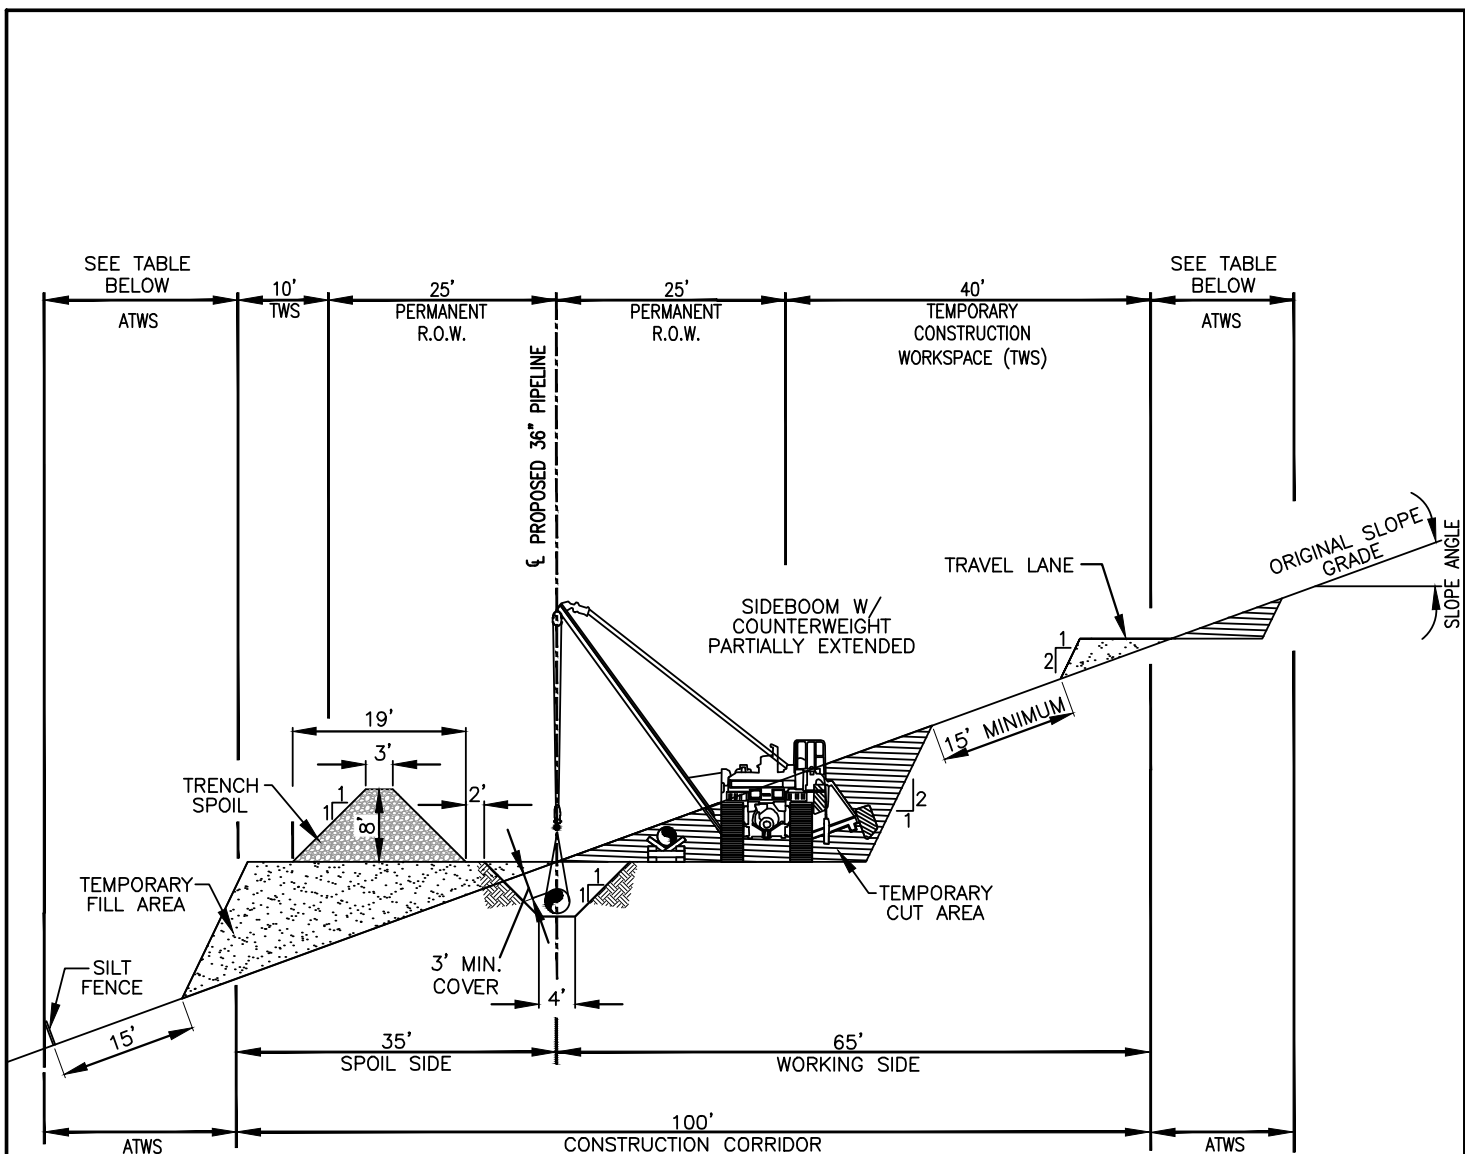 SEE TABLE
BELOW
ATWS
10'
TWS
25'
PERMANENT
R.O.W.
25'
PERMANENT
R.O.W.
40'
TEMPORARY
CONSTRUCTION
WORKSPACE (TWS)
SEE TABLE
BELOW
ATWS
℄ PROPOSED 36" PIPELINE
ORIGINAL SLOPE
GRADE
SLOPE ANGLE
TRAVEL LANE
SIDEBOOM W/
COUNTERWEIGHT
PARTIALLY EXTENDED
1
2
15' MINIMUM
19'
3'
TRENCH
SPOIL
1
1
8'
2'
2
1
TEMPORARY
FILL AREA
1
1
TEMPORARY
CUT AREA
SILT
FENCE
3' MIN.
COVER
4'
15'
35'
SPOIL SIDE
65'
WORKING SIDE
100'
CONSTRUCTION CORRIDOR
ATWS
ATWS